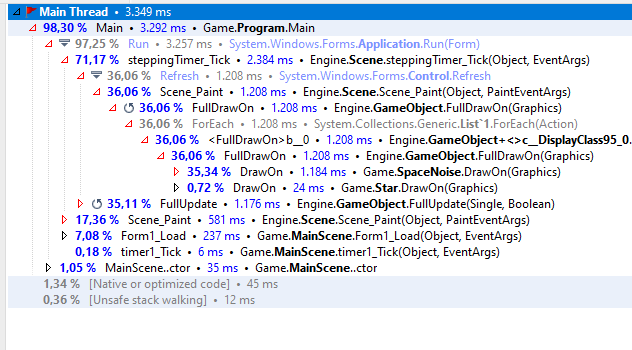 Main Thread • 3.349 ms
98,30 % Main • 3.292 ms • Game.Program.Main
97,25 % Run • 3.257 ms • System.Windows.Forms.Application.Run(Form)
71,17 % steppingTimer_Tick • 2.384 ms • Engine.Scene.steppingTimer_Tick(Object, EventArgs)
36,06 % Refresh • 1.208 ms • System.Windows.Forms.Control.Refresh
36,06 % Scene_Paint • 1.208 ms • Engine.Scene.Scene_Paint(Object, PaintEventArgs)
36,06 % FullDrawOn • 1.208 ms • Engine.GameObject.FullDrawOn(Graphics)
36,06 % ForEach • 1.208 ms • System.Collections.Generic.List`1.ForEach(Action)
36,06 % <FullDrawOn>b__0 • 1.208 ms • Engine.GameObject+<>c__DisplayClass95_0.
36,06 % FullDrawOn • 1.208 ms • Engine.GameObject.FullDrawOn(Graphics)
35,34 % DrawOn • 1.184 ms • Game.SpaceNoise.DrawOn(Graphics)
0,72 % DrawOn • 24 ms • Game.Star.DrawOn(Graphics)
35,11 % FullUpdate • 1.176 ms • Engine.GameObject.FullUpdate(Single, Boolean)
17,36 % Scene_Paint • 581 ms • Engine.Scene.Scene_Paint(Object, PaintEventArgs)
7,08 % Form1_Load • 237 ms • Game.MainScene.Form1_Load(Object, EventArgs)
0,18 % timer1_Tick • 6 ms • Game.MainScene.timer1_Tick(Object, EventArgs)
1,05 % MainScene..ctor • 35 ms • Game.MainScene..ctor
1,34 % [Native or optimized code] • 45 ms
0,36 % [Unsafe stack walking] • 12 ms